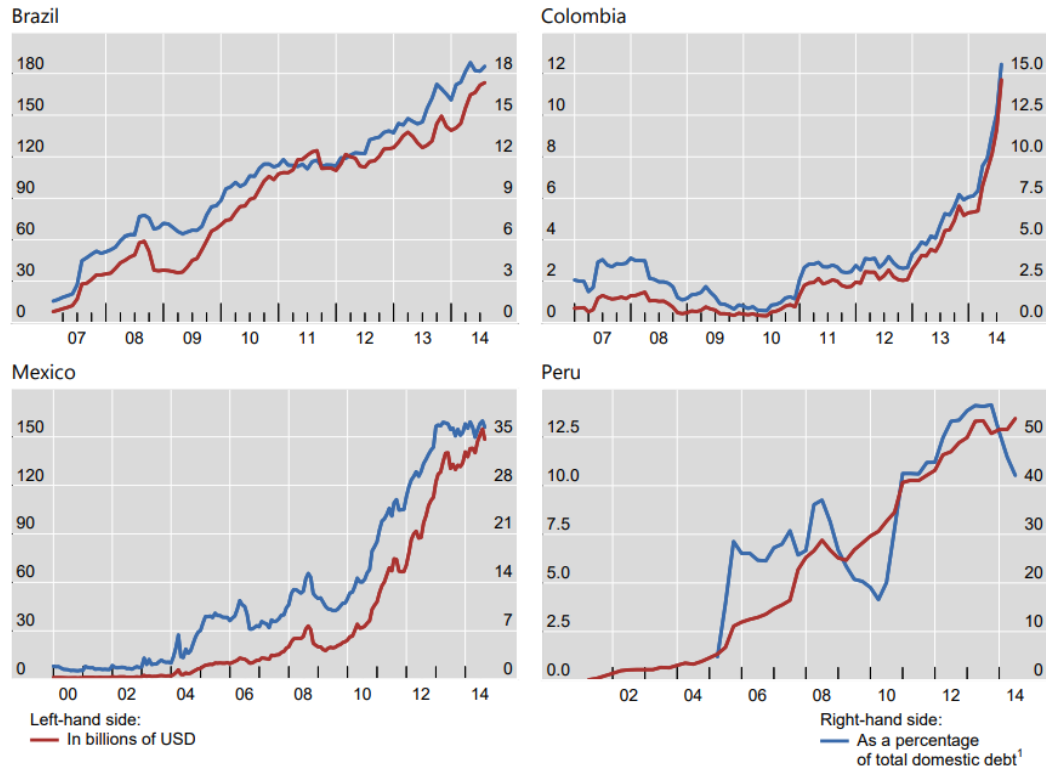 Brazil
Colombia
180 18
12 15.0
150 15
10 12.5
120 12
8 10.0
90 9
6 7.5
60 6
4 5.0
30 3
2 2.5
0 0
0 0.0
07 08 09 10 11 12 13 14
07 08 09 10 11 12 13 14
Mexico
Peru
150 35
12.5 50
120 28
10.0 40
90 21
7.5 30
60 14
5.0 20
30 7
2.5 10
0 0
0.0 0
00 02 04 06 08 10 12 14
02 04 06 08 10 12 14
Left-hand side:
In billions of USD
Right-hand side:
As a percentage
of total domestic debt¹